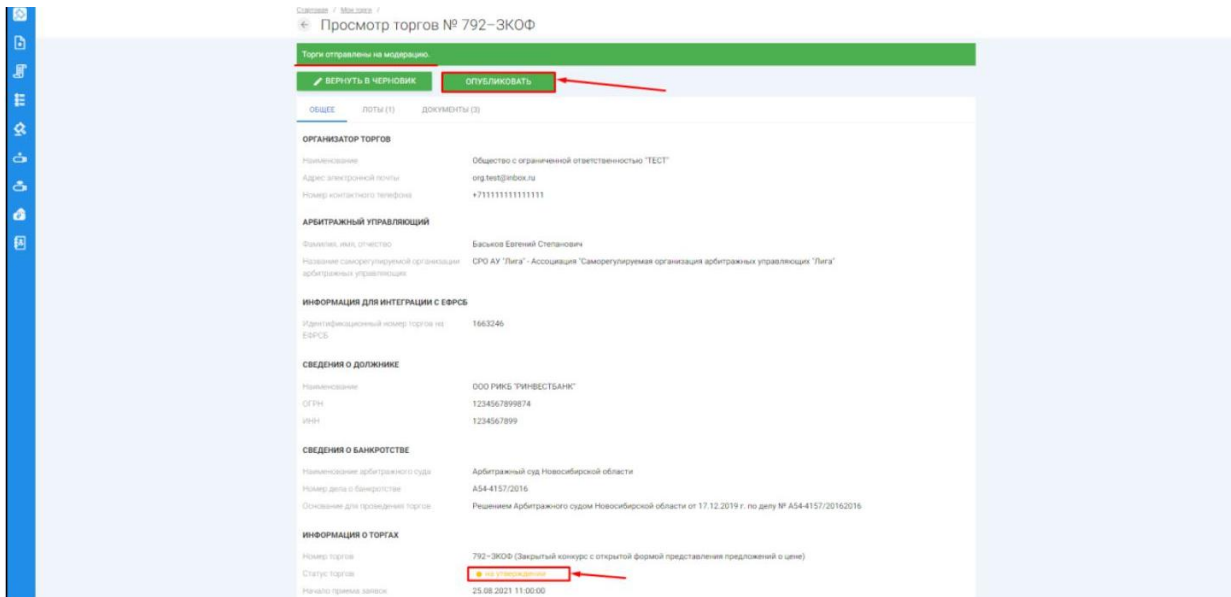 Стартовая / Мои торги /
← Просмотр торгов № 792–ЗКОФ
Торги отправлены на модерацию.
ВЕРНУТЬ В ЧЕРНОВИК ОПУБЛИКОВАТЬ
ОБЩЕЕ ЛОТЫ (1) ДОКУМЕНТЫ (3)
ОРГАНИЗАТОР ТОРГОВ
Наименование Общество с ограниченной ответственностью "ТЕСТ"
Адрес электронной почты org.test@inbox.ru
Номер контактного телефона +711111111111111
АРБИТРАЖНЫЙ УПРАВЛЯЮЩИЙ
Фамилия, имя, отчество Баськов Евгений Степанович
Название саморегулируемой организации СРО АУ "Лига" - Ассоциация "Саморегулируемая организация арбитражных управляющих "Лига"
арбитражных управляющих
ИНФОРМАЦИЯ ДЛЯ ИНТЕГРАЦИИ С ЕФРСБ
Идентификационный номер торгов на 1663246
ЕФРСБ
СВЕДЕНИЯ О ДОЛЖНИКЕ
Наименование ООО РИКБ "РИНВЕСТБАНК"
ОГРН 1234567899874
ИНН 1234567899
СВЕДЕНИЯ О БАНКРОТСТВЕ
Наименование арбитражного суда Арбитражный суд Новосибирской области
Номер дела о банкротстве А54-4157/2016
Основание для проведения торгов Решением Арбитражного судом Новосибирской области от 17.12.2019 г. по делу № А54-4157/20162016
ИНФОРМАЦИЯ О ТОРГАХ
Номер торгов 792–ЗКОФ (Закрытый конкурс с открытой формой представления предложений о цене)
Статус торгов на утверждении
Начало приема заявок 25.08.2021 11:00:00